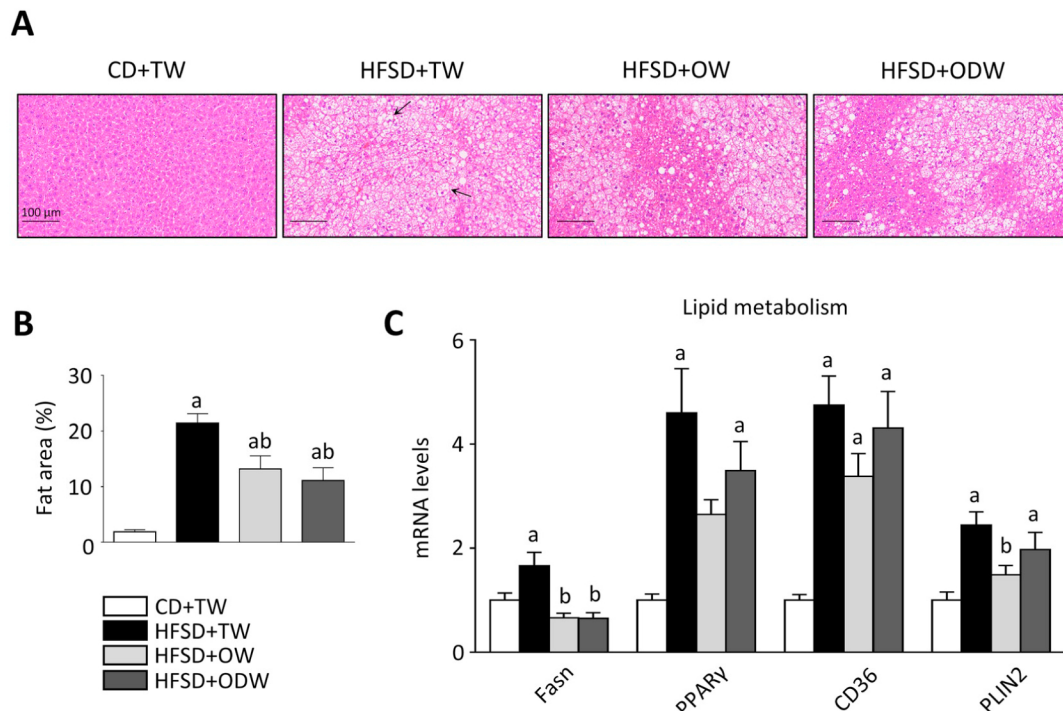 A
CD+TW HFSD+TW HFSD+OW HFSD+ODW
100 µm
B
Fat area (%)
30
20
10
0
a ab ab
CD+TW
HFSD+TW
HFSD+OW
HFSD+ODW
C
Lipid metabolism
mRNA levels
6
4
2
0
a b b
a a
a a a
a b a
Fasn PPARγ CD36 PLIN2